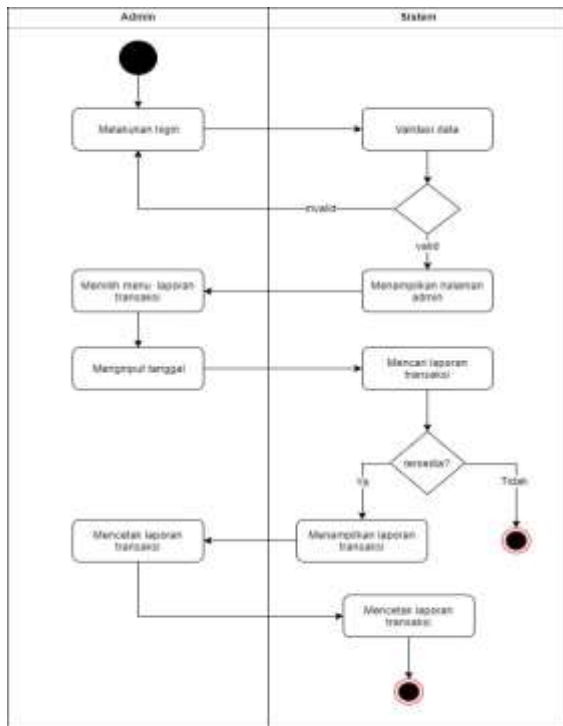 Admin
Sistem
Melakukan login
Validasi data
invalid
valid
Memilih menu laporan
transaksi
Menampilkan halaman
admin
Menginput tanggal
Mencari laporan
transaksi
tersedia?
Ya
Tidak
Mencetak laporan
transaksi
Menampilkan laporan
transaksi
Mencetak laporan
transaksi